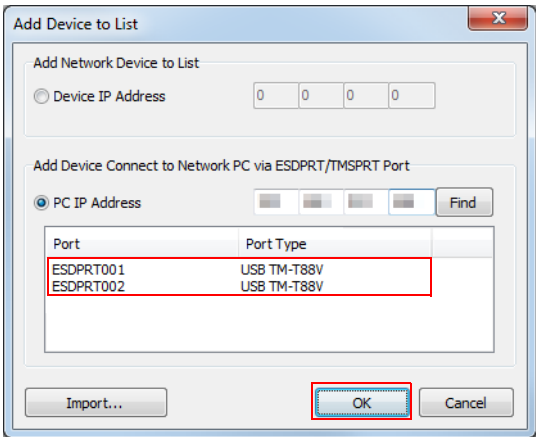 Add Device to List
Add Network Device to List
Device IP Address 0 0 0 0
Add Device Connect to Network PC via ESDPRT/TMSPRT Port
PC IP Address Find
Port Port Type
ESDPRT001 USB TM-T88V
ESDPRT002 USB TM-T88V
Import... OK Cancel